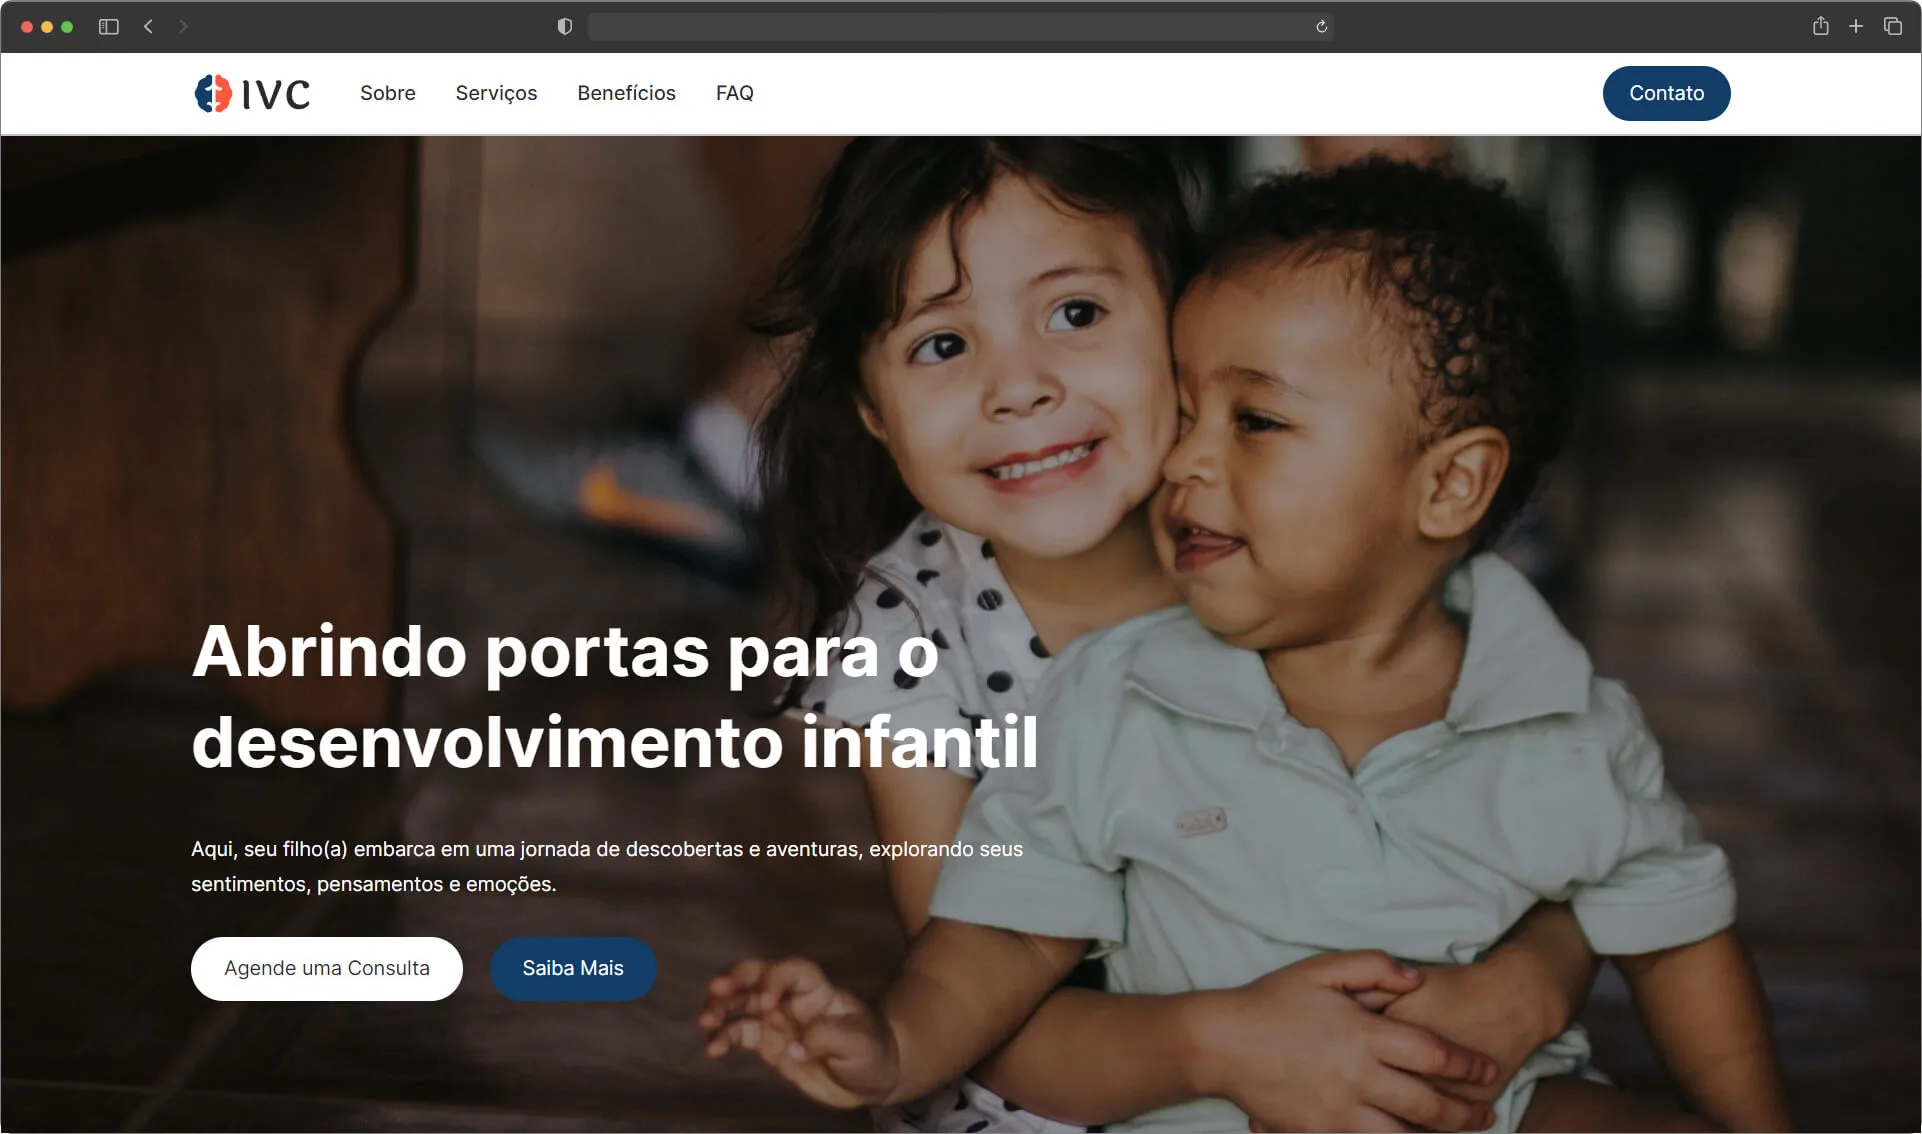 IVC
Sobre
Serviços
Benefícios
FAQ
Contato
Abrindo portas para o
desenvolvimento infantil
Aqui, seu filho(a) embarca em uma jornada de descobertas e aventuras, explorando seus
sentimentos, pensamentos e emoções.
Agende uma Consulta
Saiba Mais